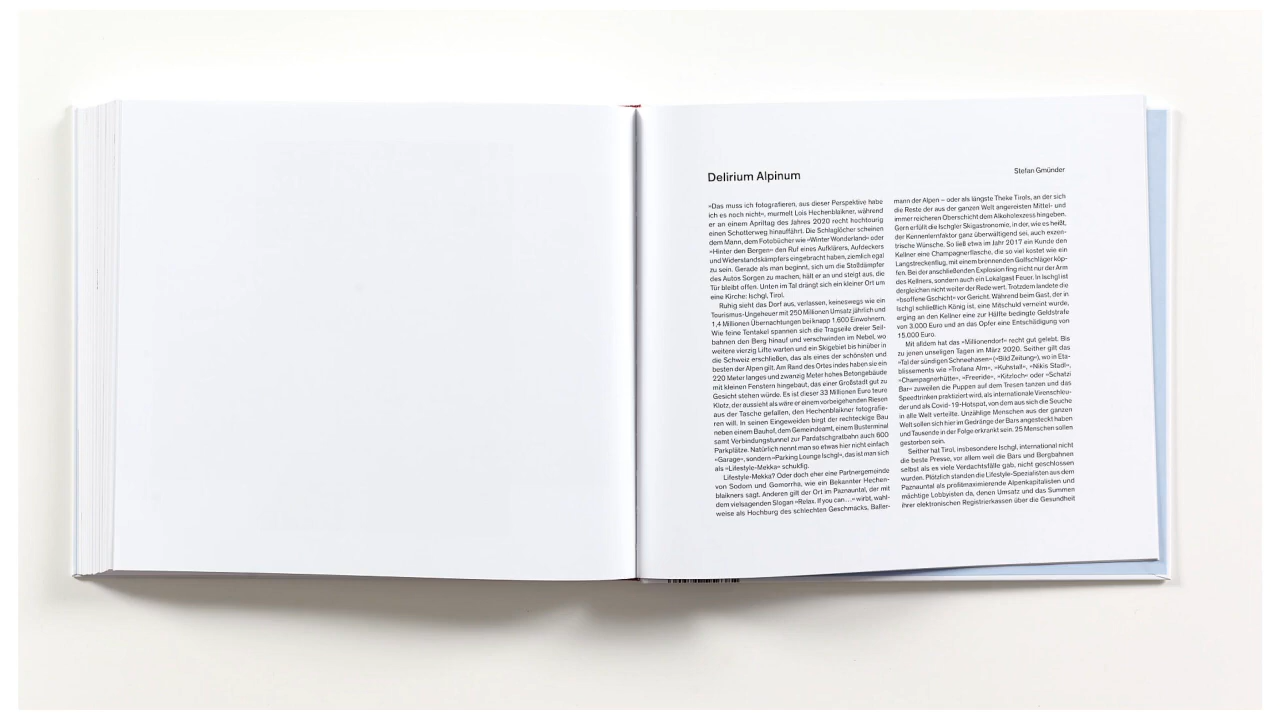 Delirium Alpinum
Stefan Gmünder
»Das muss ich fotografieren, aus dieser Perspektive habe
ich es noch nicht«, murmelt Lois Hechenblaikner, während
er an einem Apriltag des Jahres 2020 recht hochtourig
einen Schotterweg hinauffährt. Die Schlaglöcher scheinen
dem Mann, dem Fotobücher wie »Winter Wonderland« oder
»Hinter den Bergen« den Ruf eines Aufklärers, Aufdeckers
und Widerstandskämpfers eingebracht haben, ziemlich egal
zu sein. Gerade als man beginnt, sich um die Stoßdämpfer
des Autos Sorgen zu machen, hält er an und steigt aus, die
Tür bleibt offen. Unten im Tal drängt sich ein kleiner Ort um
eine Kirche: Ischgl, Tirol.
Ruhig sieht das Dorf aus, verlassen, keineswegs wie ein
Tourismus-Ungeheuer mit 250 Millionen Umsatz jährlich und
1,4 Millionen Übernachtungen bei knapp 1.600 Einwohnern.
Wie feine Tentakel spannen sich die Tragseile dreier Seil-
bahnen den Berg hinauf und verschwinden im Nebel, wo
weitere vierzig Lifte warten und ein Skigebiet bis hinüber in
die Schweiz erschließen, das als eines der schönsten und
besten der Alpen gilt. Am Rand des Ortes indes haben sie ein
220 Meter langes und zwanzig Meter hohes Betongebäude
mit kleinen Fenstern hingebaut, das einer Großstadt gut zu
Gesicht stehen würde. Es ist dieser 33 Millionen Euro teure
Klotz, der aussieht als wäre er einem vorbeigehenden Riesen
aus der Tasche gefallen, den Hechenblaikner fotografie-
ren will. In seinen Eingeweiden birgt der rechteckige Bau
neben einem Bauhof, dem Gemeindeamt, einem Busterminal
samt Verbindungstunnel zur Pardatschgratbahn auch 600
Parkplätze. Natürlich nennt man so etwas hier nicht einfach
»Garage«, sondern »Parking Lounge Ischgl«, das ist man sich
als »Lifestyle-Mekka« schuldig.
Lifestyle-Mekka? Oder doch eher eine Partnergemeinde
von Sodom und Gomorrha, wie ein Bekannter Hechen-
blaikners sagt. Anderen gilt der Ort im Paznauntal, der mit
dem vielsagenden Slogan »Relax. If you can…« wirbt, wahl-
weise als Hochburg des schlechten Geschmacks, Baller-
mann der Alpen – oder als längste Theke Tirols, an der sich
die Reste der aus der ganzen Welt angereisten Mittel- und
immer reicheren Oberschicht dem Alkoholexzess hingeben.
Gern erfüllt die Ischgler Skigastronomie, in der, wie es heißt,
der Kennenlernfaktor ganz überwältigend sei, auch exzen-
trische Wünsche. So ließ etwa im Jahr 2017 ein Kunde den
Kellner eine Champagnerflasche, die so viel kostet wie ein
Langstreckenflug, mit einem brennenden Golfschläger köp-
fen. Bei der anschließenden Explosion fing nicht nur der Arm
des Kellners, sondern auch ein Lokalgast Feuer. In Ischgl ist
dergleichen nicht weiter der Rede wert. Trotzdem landete die
»bsoffene Gschicht« vor Gericht. Während beim Gast, der in
Ischgl schließlich König ist, eine Mitschuld verneint wurde,
erging an den Kellner eine zur Hälfte bedingte Geldstrafe
von 3.000 Euro und an das Opfer eine Entschädigung von
15.000 Euro.
Mit alldem hat das »Millionendorf« recht gut gelebt. Bis
zu jenen unseligen Tagen im März 2020. Seither gilt das
»Tal der sündigen Schneehasen« (»Bild Zeitung«), wo in Eta-
blissements wie »Trofana Alm«, »Kuhstall«, »Nikis Stadl«,
»Champagnerhütte«, »Freeride«, »Kitzloch« oder »Schatzi
Bar« zuweilen die Puppen auf dem Tresen tanzen und das
Speedtrinken praktiziert wird, als internationale Virenschleu-
der und als Covid-19-Hotspot, von dem aus sich die Seuche
in alle Welt verteilte. Unzählige Menschen aus der ganzen
Welt sollen sich hier im Gedränge der Bars angesteckt haben
und Tausende in der Folge erkrankt sein. 25 Menschen sollen
gestorben sein.
Seither hat Tirol, insbesondere Ischgl, international nicht
die beste Presse, vor allem weil die Bars und Bergbahnen
selbst als es viele Verdachtsfälle gab, nicht geschlossen
wurden. Plötzlich standen die Lifestyle-Spezialisten aus dem
Paznauntal als profitmaximierende Alpenkapitalisten und
mächtige Lobbyisten da, denen Umsatz und das Summen
ihrer elektronischen Registrierkassen über die Gesundheit